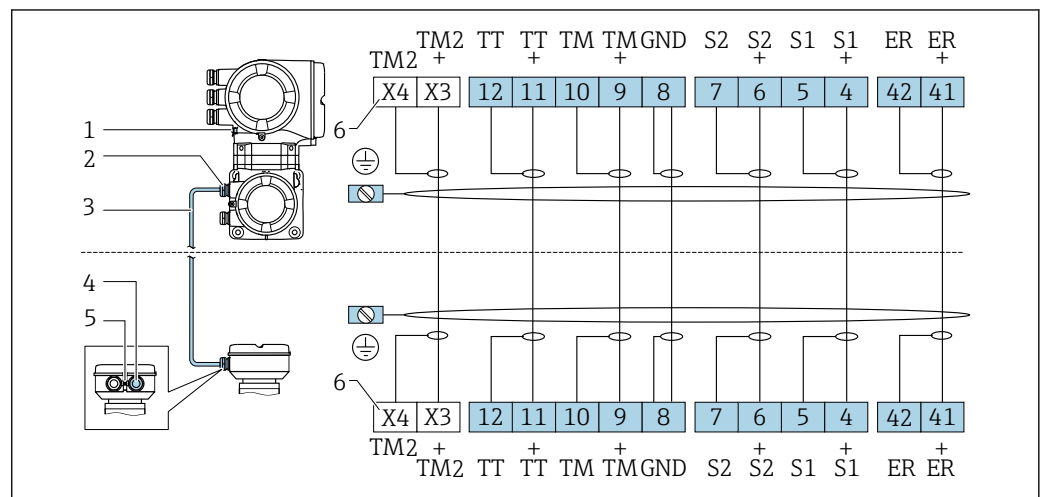 TM2 TT TT TM TM GND S2 S2 S1 S1 ER ER
TM2 + + + + + +
X4 X3 12 11 10 9 8 7 6 5 4 42 41
6
1
2
3
4
5
6
X4 X3 12 11 10 9 8 7 6 5 4 42 41
TM2 + + + + + +
TM2 TT TT TM TM GND S2 S2 S1 S1 ER ER